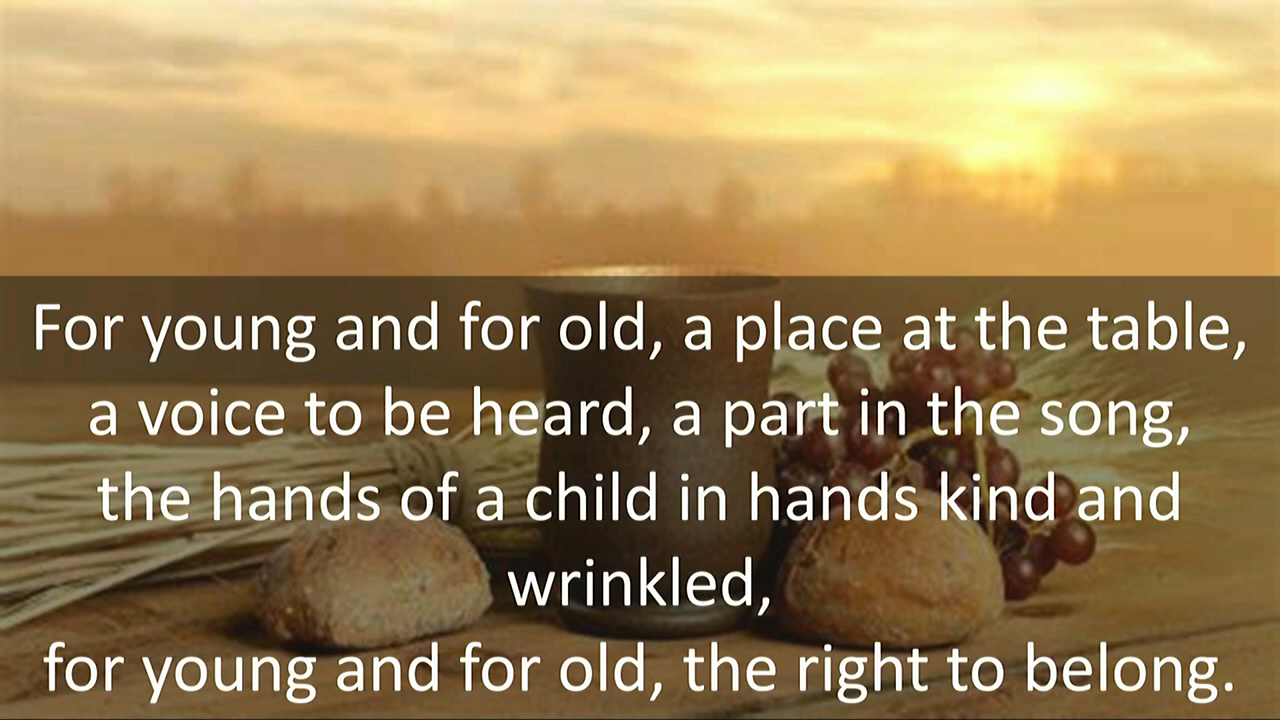 For young and for old, a place at the table,
a voice to be heard, a part in the song,
the hands of a child in hands kind and
wrinkled,
for young and for old, the right to belong.